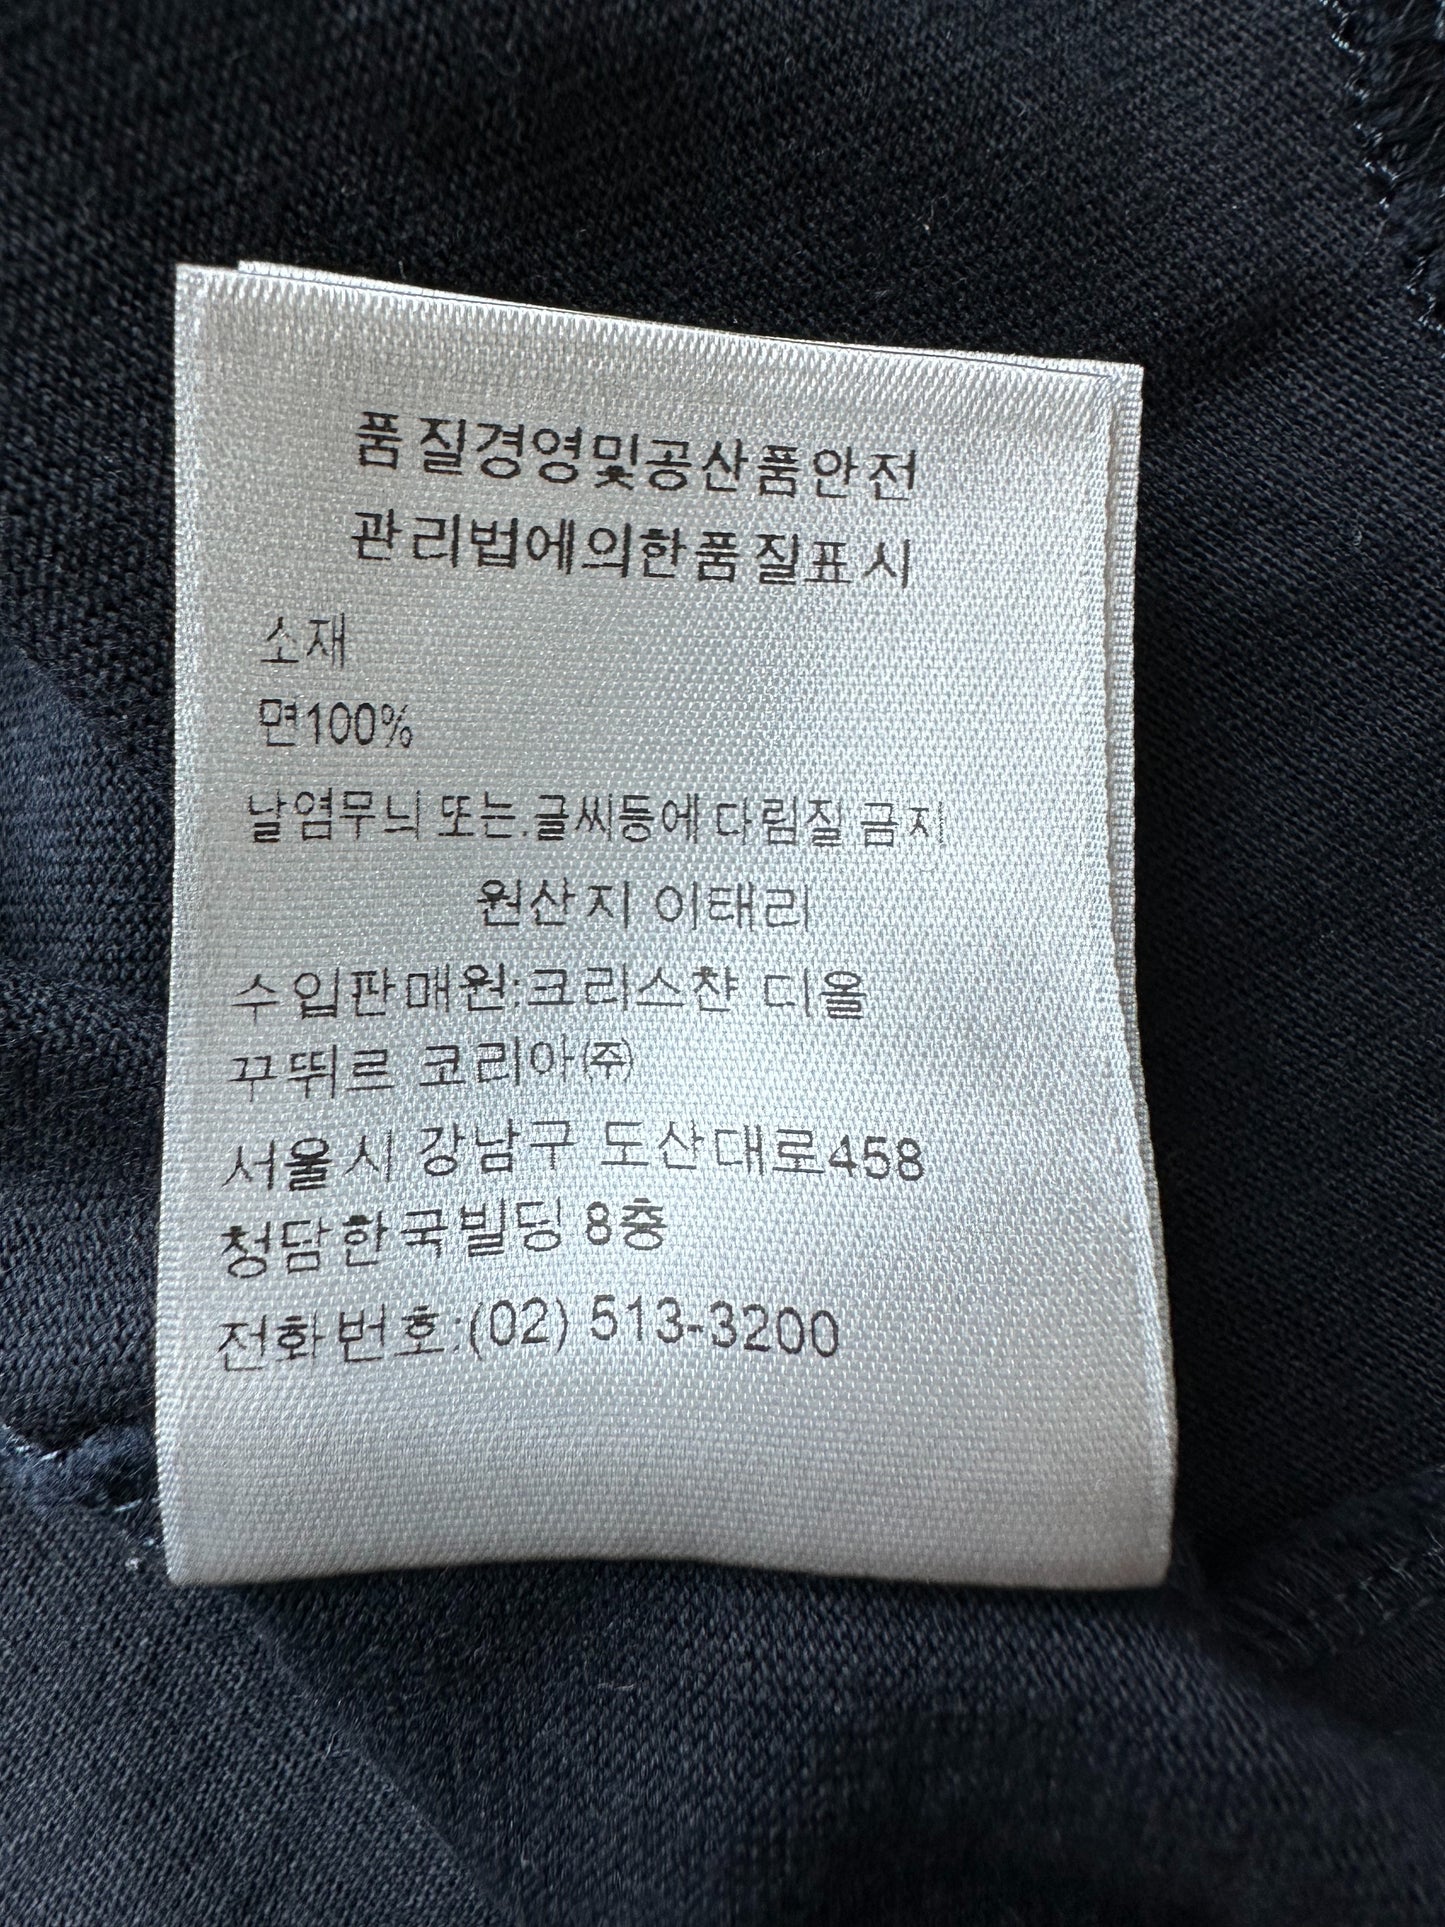 품질경영및공산품안전
관리법에의한품질표시
소재
면100%
날염무늬 또는.글씨등에다림질 금지
원산지 이태리
수입판매원:크리스챤 디올
꾸뛰르 코리아㈜
서울시 강남구 도산대로458
청담한국빌딩 8층
전화번호:(02) 513-3200